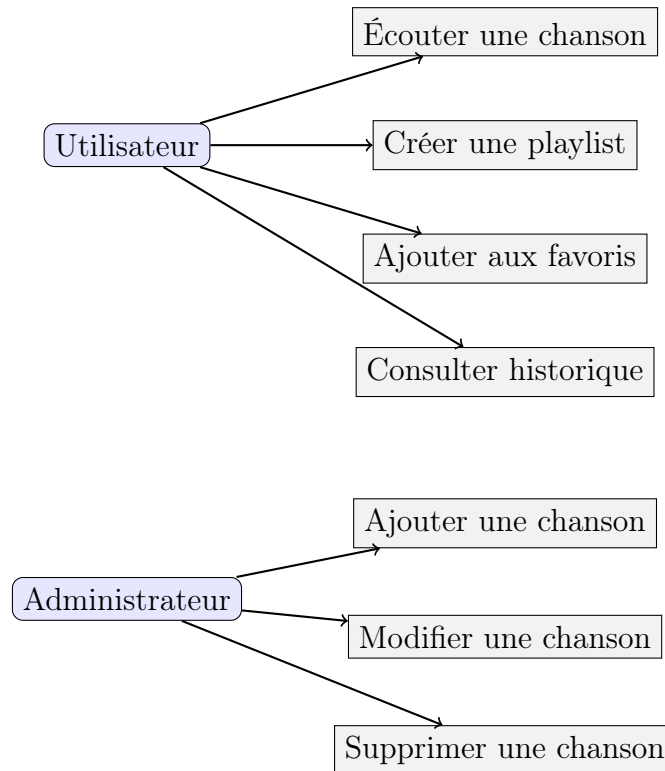 Écouter une chanson
Utilisateur
Créer une playlist
Ajouter aux favoris
Consulter historique
Ajouter une chanson
Administrateur
Modifier une chanson
Supprimer une chanson